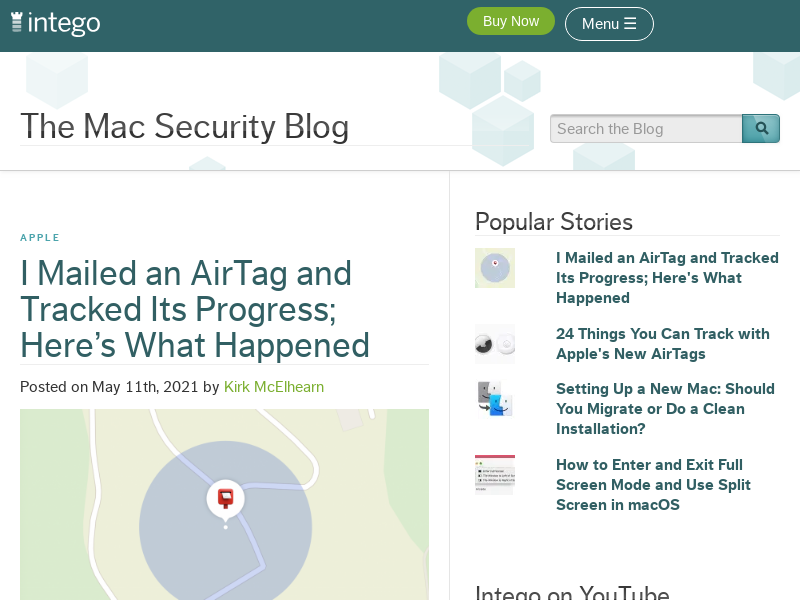 intego
Buy Now
Menu ☰
The Mac Security Blog
Search the Blog
APPLE
I Mailed an AirTag and
Tracked Its Progress;
Here’s What Happened
Posted on May 11th, 2021 by Kirk McElhearn
Popular Stories
I Mailed an AirTag and Tracked
Its Progress; Here's What
Happened
24 Things You Can Track with
Apple's New AirTags
Setting Up a New Mac: Should
You Migrate or Do a Clean
Installation?
How to Enter and Exit Full
Screen Mode and Use Split
Screen in macOS
Intego on YouTube